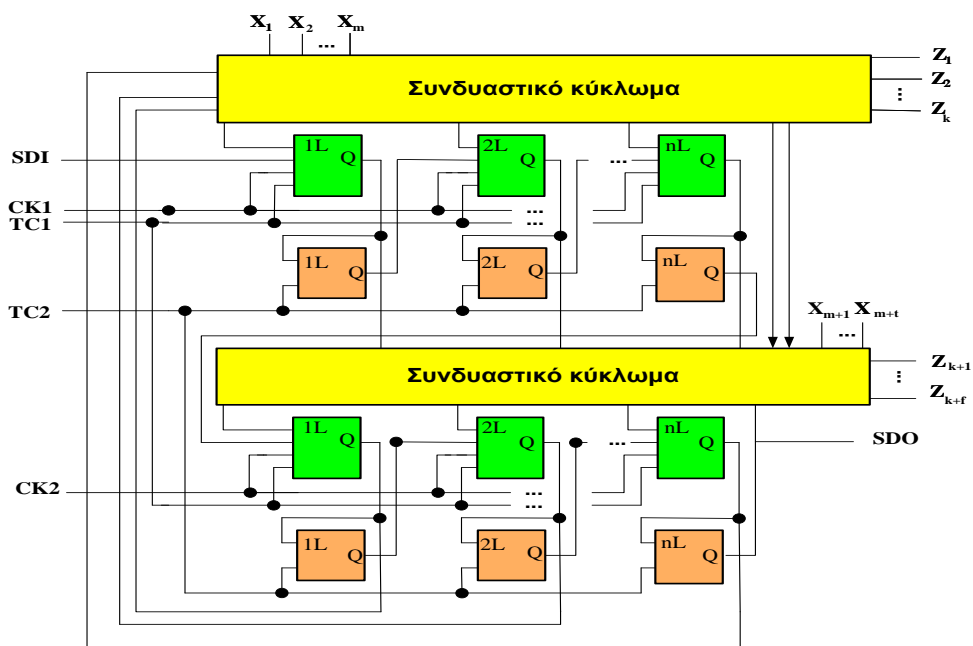 X1 X2 ... Xm
Συνδυαστικό κύκλωμα
Z1
Z2
...
Zk
SDI
1L Q
2L Q
... nL Q
CK1
...
TC1
...
1L Q
2L Q
nL Q
TC2
Xm+1 ... Xm+t
Συνδυαστικό κύκλωμα
Zk+1
...
Zk+f
1L Q
2L Q
... nL Q
SDO
CK2
...
...
1L Q
2L Q
nL Q